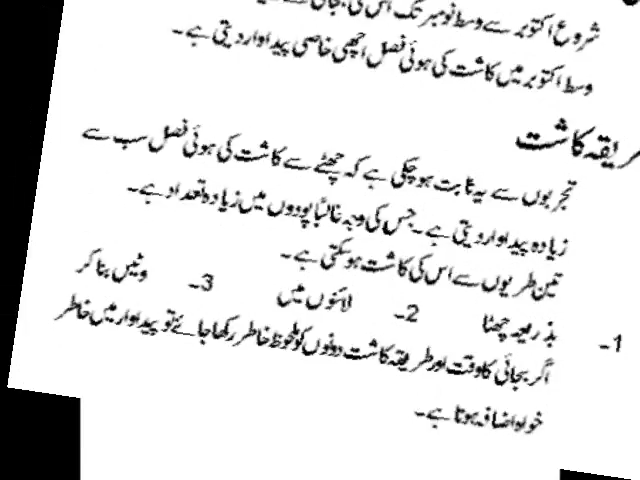 شروع اکتوبر سے وسط نومبر تک اس کی بجائی
وسط اکتوبر میں کاشت کی ہوئی فصل اچھی خاصی پیداوار دیتی ہے۔
طریقہ کاشت
تجربوں سے یہ ثابت ہو چکی ہے کہ چھٹے سے کاشت کی ہوئی فصل سب سے
زیادہ پیداوار دیتی ہے۔ جس کی وجہ غالباً پودوں میں زیادہ تعداد ہے۔
تین طریوں سے اس کی کاشت ہو سکتی ہے۔
1- بذریعہ چھٹا 2- لائنوں میں 3- وٹیں بنا کر
اگر بجائی کا وقت اور طریقہ کاشت دونوں کو ملحوظ خاطر رکھا جائے تو پیداوار میں خاطر
خواہ اضافہ ہوتا ہے۔